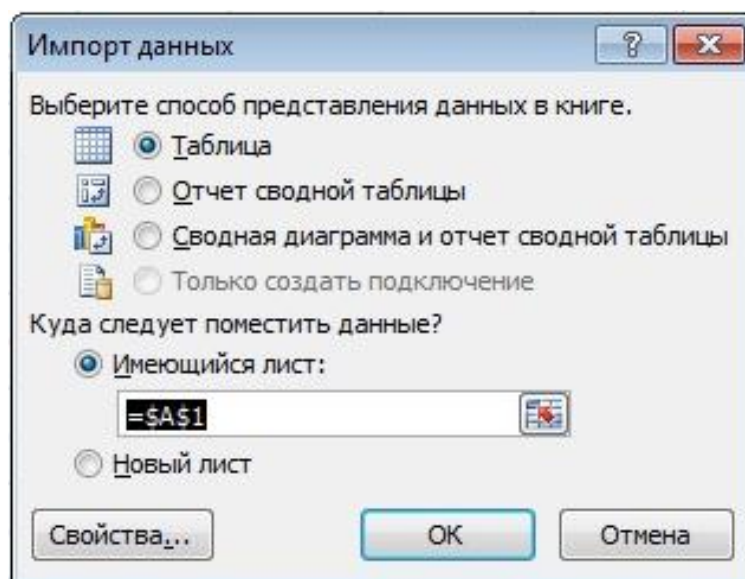 Импорт данных
Выберите способ представления данных в книге.
Таблица
Отчет сводной таблицы
Сводная диаграмма и отчет сводной таблицы
Только создать подключение
Куда следует поместить данные?
Имеющийся лист:
=$A$1
Новый лист
Свойства... ОК Отмена